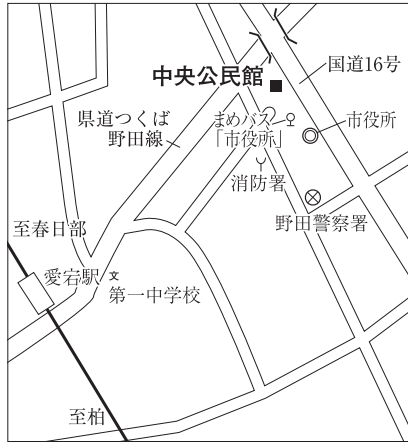 国道16号
中央公民館
県道つくば
野田線
まめバス
「市役所」
市役所
消防署
野田警察署
至春日部
愛宕駅
文
第一中学校
至柏